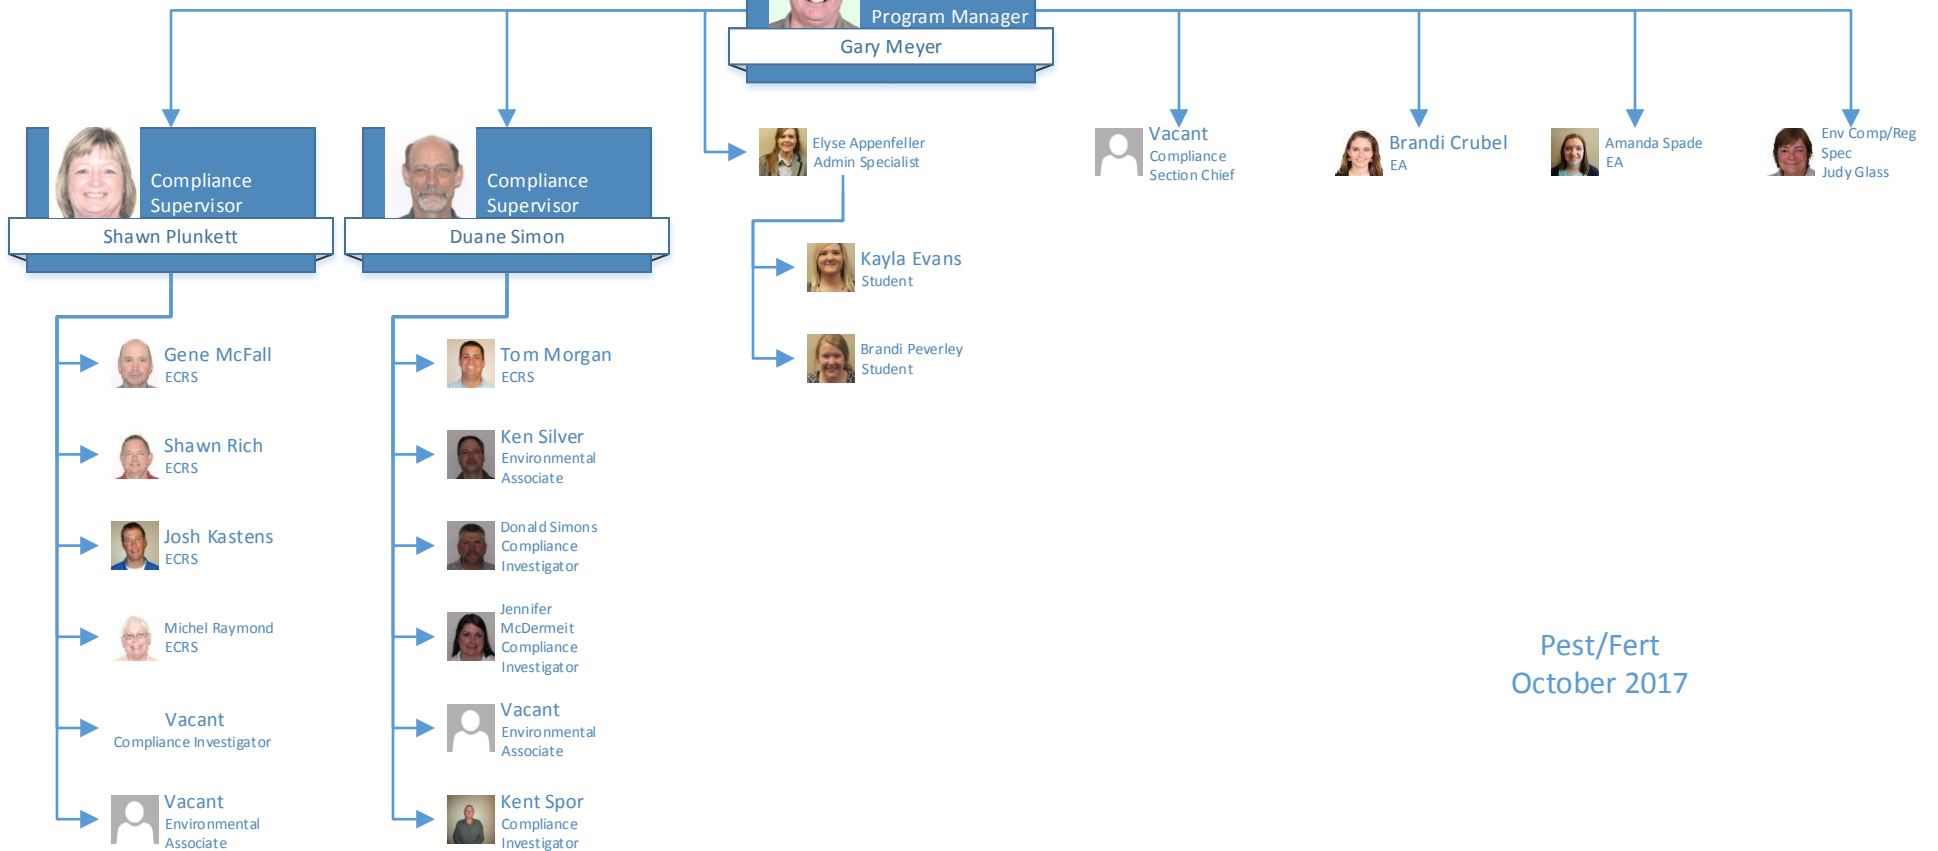 Program Manager
Gary Meyer
Compliance
Supervisor
Shawn Plunkett
Compliance
Supervisor
Duane Simon
Elyse Appenfeller
Admin Specialist
Vacant
Compliance
Section Chief
Brandi Crubel
EA
Amanda Spade
EA
Env Comp/Reg
Spec
Judy Glass
Kayla Evans
Student
Brandi Peverley
Student
Gene McFall
ECRS
Shawn Rich
ECRS
Josh Kastens
ECRS
Michel Raymond
ECRS
Vacant
Compliance Investigator
Vacant
Environmental
Associate
Tom Morgan
ECRS
Ken Silver
Environmental
Associate
Donald Simons
Compliance
Investigator
Jennifer
McDermeit
Compliance
Investigator
Vacant
Environmental
Associate
Kent Spor
Compliance
Investigator
Pest/Fert
October 2017